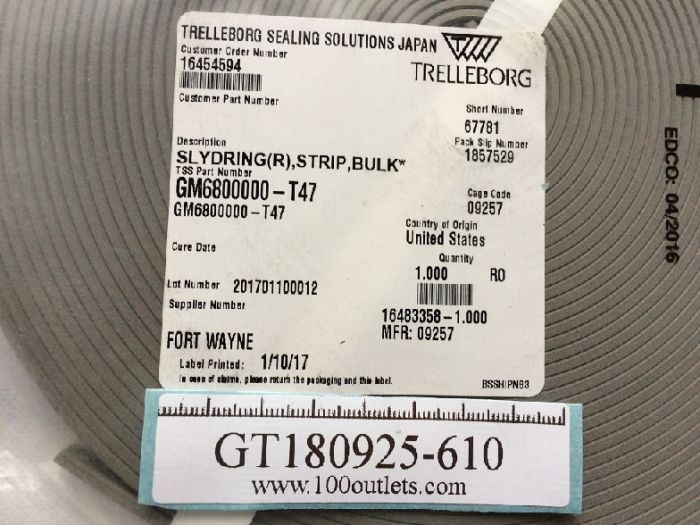 TRELLEBORG SEALING SOLUTIONS JAPAN
TRELLEBORG
Customer Order Number
16454594
Customer Part Number
Short Number
67781
Pack Slip Number
1857529
Description
SLYDRING(R),STRIP,BULK*
TSS Part Number
GM6800000-T47
GM6800000-T47
Cage Code
09257
Country of Origin
United States
Cure Date
Quantity
1.000 RO
Lot Number 201701100012
Supplier Number
16483358-1.000
MFR: 09257
FORT WAYNE
Label Printed: 1/10/17
In case of claims, please return the packaging and this label.
BSSHIPNB3
EDCO: 04/2016
GT180925-610
www.100outlets.com